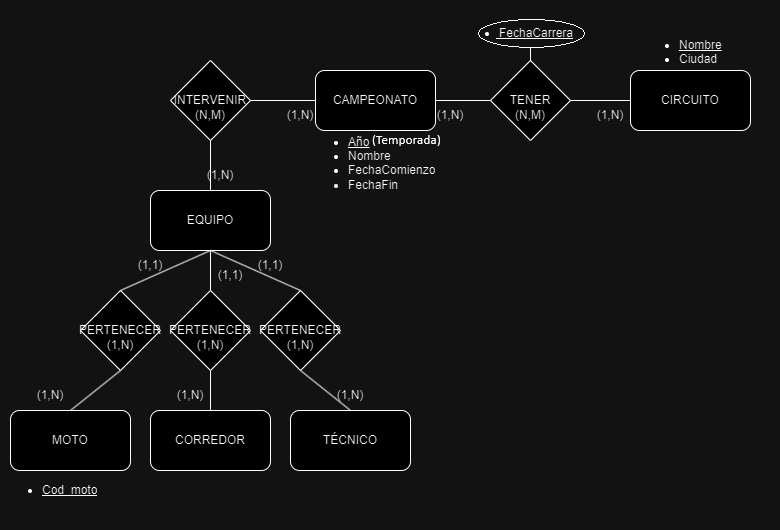 FechaCarrera
Nombre
Ciudad
INTERVENIR
(N,M)
(1,N)
CAMPEONATO
(1,N)
TENER
(N,M)
(1,N)
CIRCUITO
Año (Temporada)
Nombre
FechaComienzo
FechaFin
(1,N)
EQUIPO
(1,1)
(1,1)
(1,1)
PERTENECER
(1,N)
PERTENECER
(1,N)
PERTENECER
(1,N)
(1,N)
(1,N)
(1,N)
MOTO
CORREDOR
TÉCNICO
Cod_moto